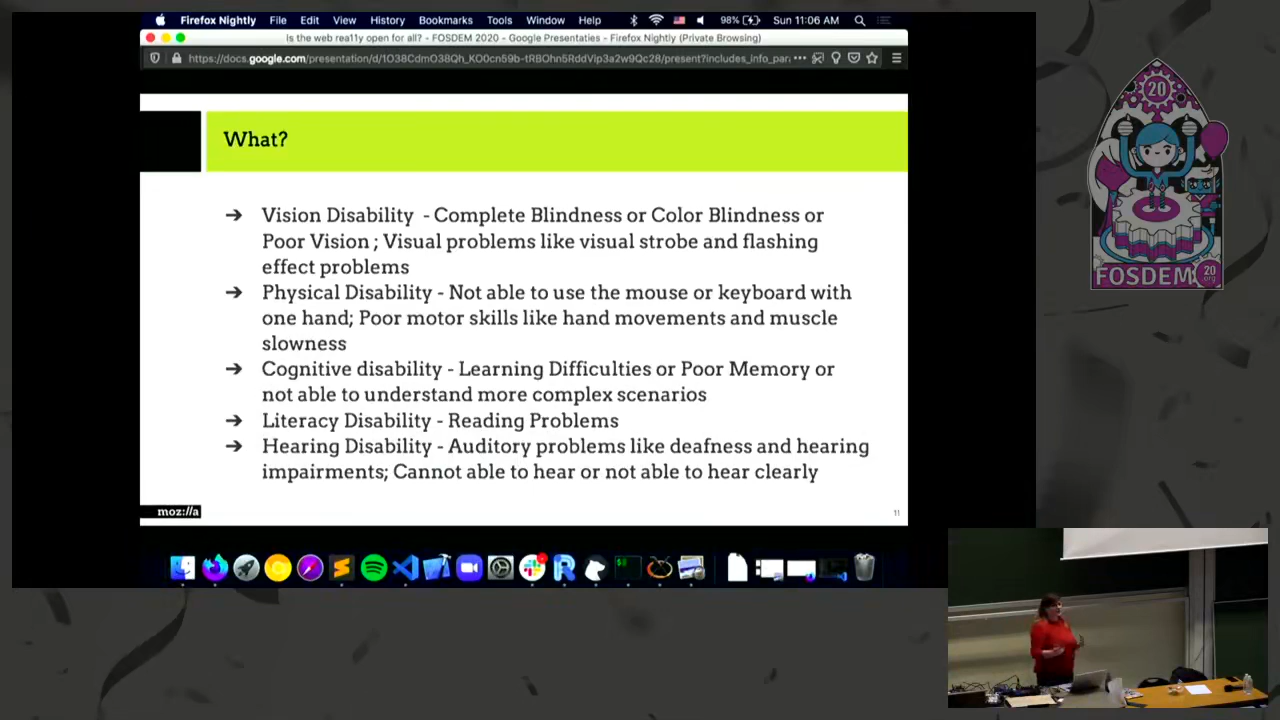 Firefox Nightly File Edit View History Bookmarks Tools Window Help 98% Sun 11:06 AM
Is the web rea11y open for all? - FOSDEM 2020 - Google Presentaties - Firefox Nightly (Private Browsing)
What?
➔ Vision Disability - Complete Blindness or Color Blindness or
Poor Vision ; Visual problems like visual strobe and flashing
effect problems
➔ Physical Disability - Not able to use the mouse or keyboard with
one hand; Poor motor skills like hand movements and muscle
slowness
➔ Cognitive disability - Learning Difficulties or Poor Memory or
not able to understand more complex scenarios
➔ Literacy Disability - Reading Problems
➔ Hearing Disability - Auditory problems like deafness and hearing
impairments; Cannot able to hear or not able to hear clearly
moz://a
11
20
FOSDEM 20
.org